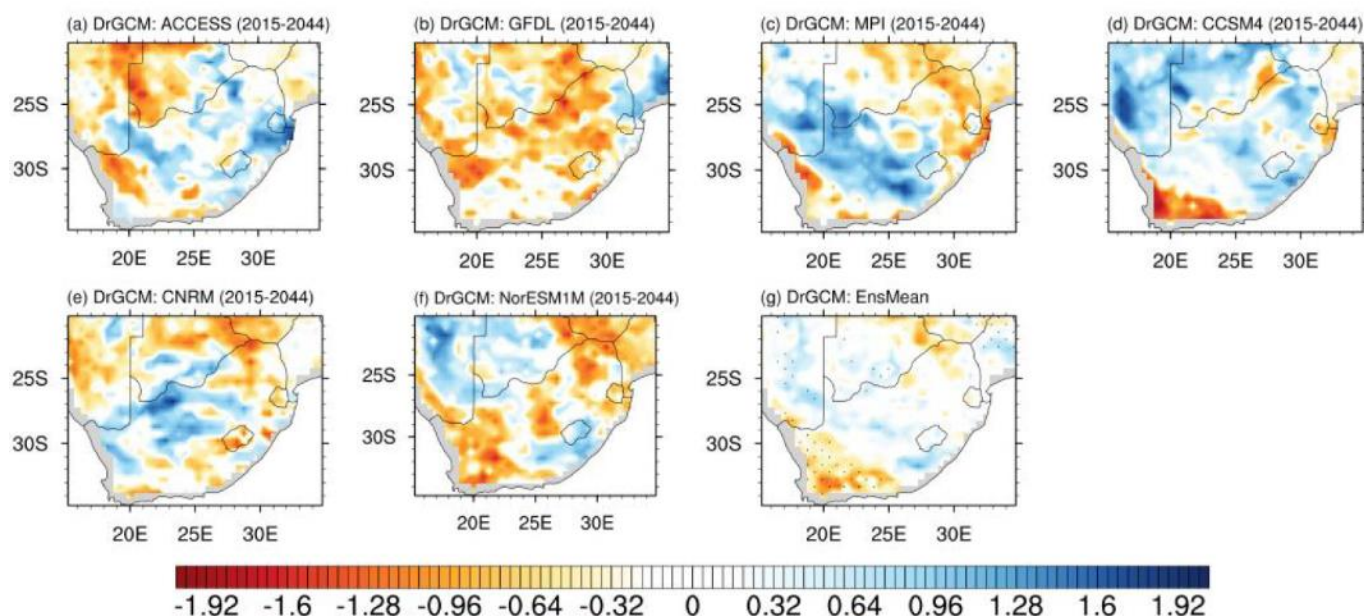 (a) DrGCM: ACCESS (2015-2044)
(b) DrGCM: GFDL (2015-2044)
(c) DrGCM: MPI (2015-2044)
(d) DrGCM: CCSM4 (2015-2044)
25S
25S
25S
25S
30S
30S
30S
30S
20E 25E 30E
20E 25E 30E
20E 25E 30E
20E 25E 30E
(e) DrGCM: CNRM (2015-2044)
(f) DrGCM: NorESM1M (2015-2044)
(g) DrGCM: EnsMean
25S
25S
25S
30S
30S
30S
20E 25E 30E
20E 25E 30E
20E 25E 30E
-1.92 -1.6 -1.28 -0.96 -0.64 -0.32 0 0.32 0.64 0.96 1.28 1.6 1.92